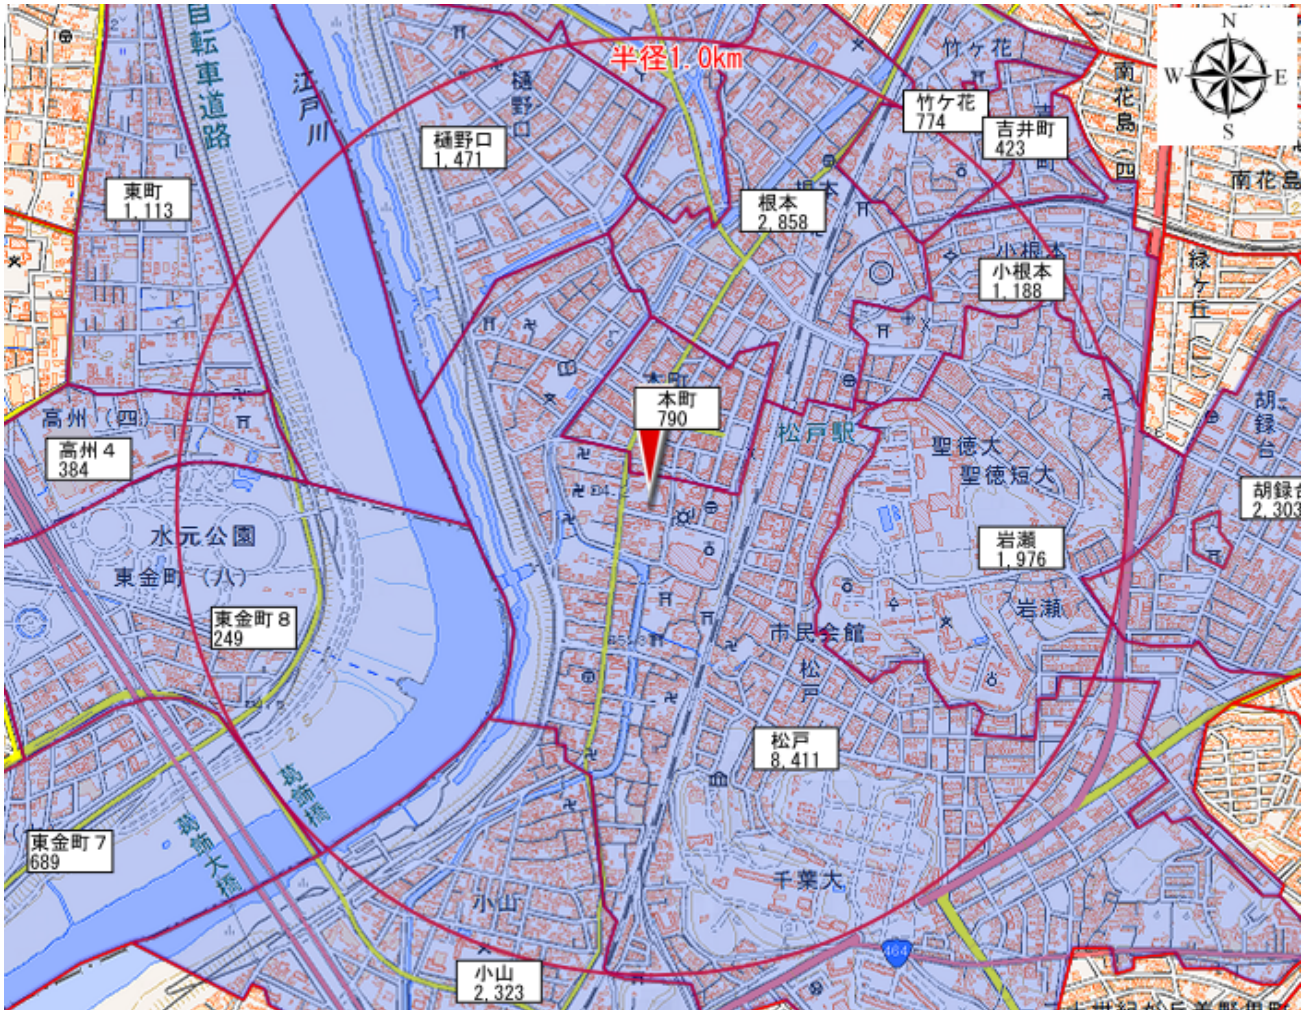 自転車道路
江戸川
半径1.0km
N
W
E
S
竹ヶ花
南花島(四)
樋野口
樋野口
1,471
竹ケ花
774
吉井町
423
南花島
東町
1,113
根本
2,858
小根本
小根本
1,188
緑ケ丘(二)
本町
本町
790
高州(四)
高州4
384
松戸駅
聖徳大
聖徳短大
胡録台
胡録台
2,303
水元公園
東金町(八)
東金町8
249
岩瀬
1,976
岩瀬
市民会館
松戸
松戸
8,411
葛飾橋
葛飾大橋
東金町7
689
小山
小山
2,323
千葉大
464